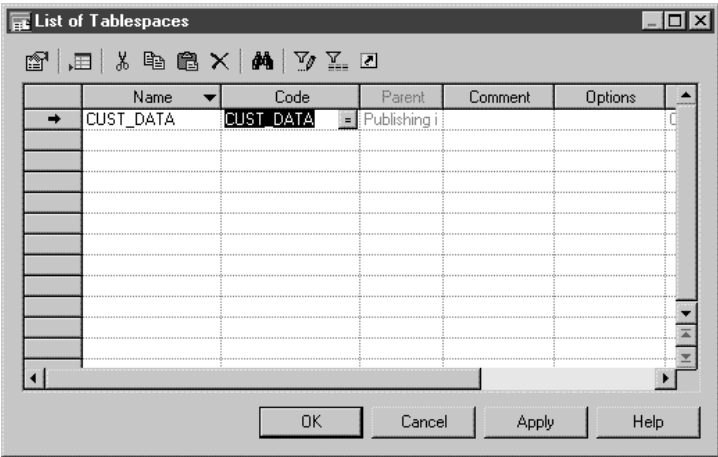 List of Tablespaces
Name Code Parent Comment Options
CUST_DATA CUST_DATA = Publishing i
OK Cancel Apply Help